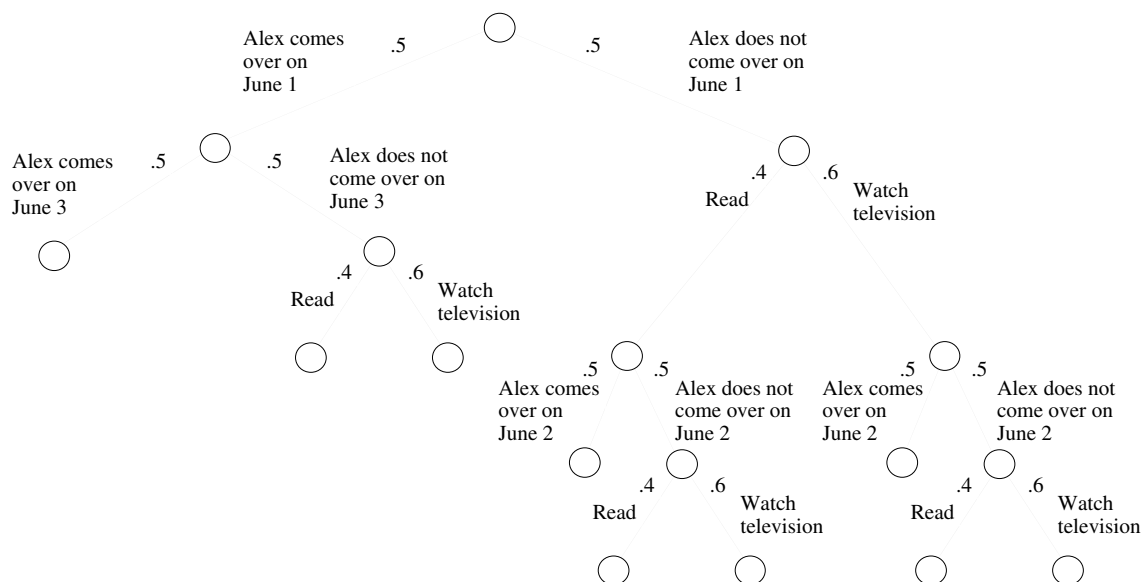 Alex comes
over on
June 1
.5
.5
Alex does not
come over on
June 1
Alex comes
over on
June 3
.5
.5
Alex does not
come over on
June 3
.4
Read
.6
Watch
television
.4
Read
.6
Watch
television
.5
Alex comes
over on
June 2
.5
Alex does not
come over on
June 2
.5
Alex comes
over on
June 2
.5
Alex does not
come over on
June 2
.4
Read
.6
Watch
television
.4
Read
.6
Watch
television